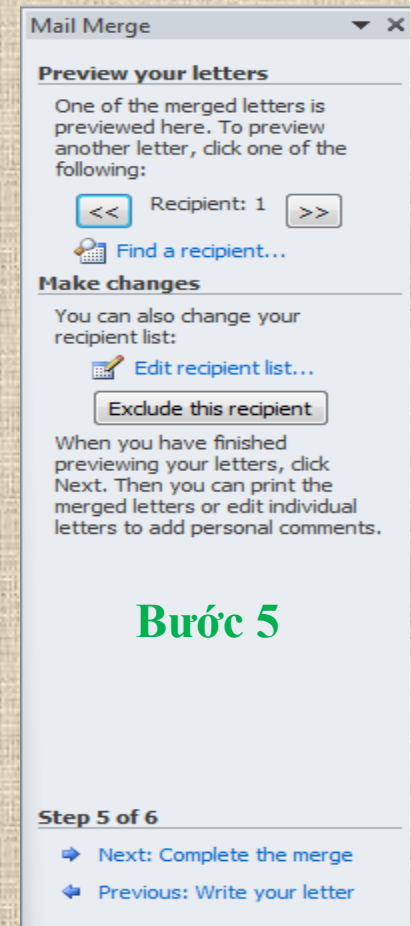 Mail Merge
Preview your letters
One of the merged letters is
previewed here. To preview
another letter, click one of the
following:
<< Recipient: 1 >>
Find a recipient...
Make changes
You can also change your
recipient list:
Edit recipient list...
Exclude this recipient
When you have finished
previewing your letters, click
Next. Then you can print the
merged letters or edit individual
letters to add personal comments.
Bước 5
Step 5 of 6
Next: Complete the merge
Previous: Write your letter